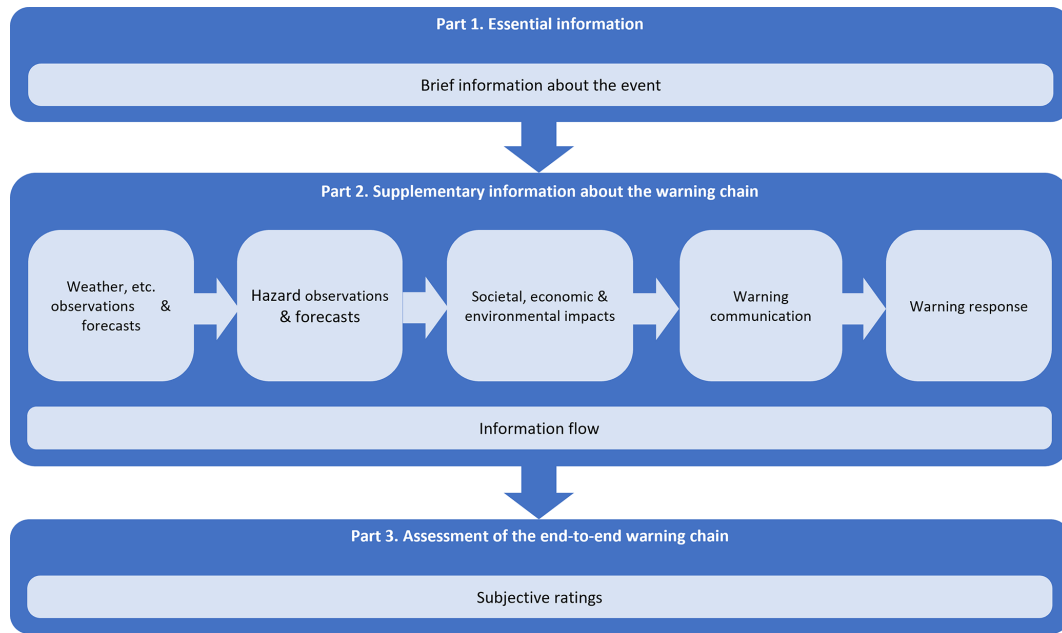 Part 1. Essential information
Brief information about the event
Part 2. Supplementary information about the warning chain
Weather, etc.
observations & 
forecasts
Hazard observations
& forecasts
Societal, economic &
environmental impacts
Warning
communication
Warning response
Information flow
Part 3. Assessment of the end-to-end warning chain
Subjective ratings